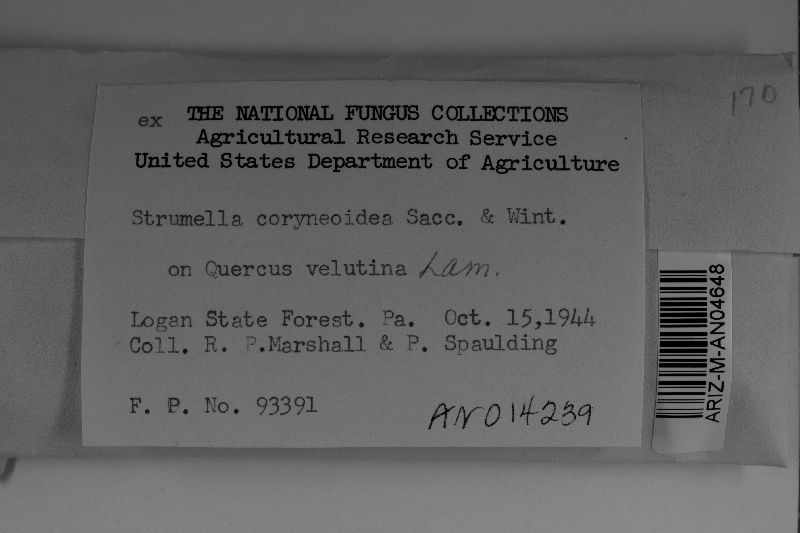 170
ex THE NATIONAL FUNGUS COLLECTIONS
Agricultural Research Service
United States Department of Agriculture
Strumella coryneoidea Sacc. & Wint.
on Quercus velutina Lam.
Logan State Forest. Pa. Oct. 15,1944
Coll. R. P.Marshall & P. Spaulding
F. P. No. 93391
AN014239
ARIZ-M-AN04648